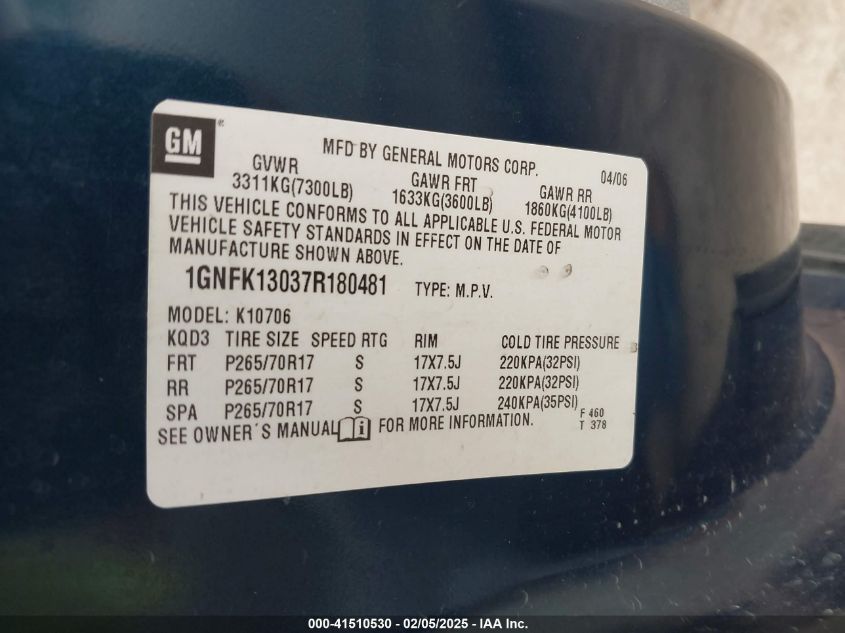 GM
MFD BY GENERAL MOTORS CORP. 04/06
GVWR GAWR FRT GAWR RR
3311KG(7300LB) 1633KG(3600LB) 1860KG(4100LB)
THIS VEHICLE CONFORMS TO ALL APPLICABLE U.S. FEDERAL MOTOR
VEHICLE SAFETY STANDARDS IN EFFECT ON THE DATE OF
MANUFACTURE SHOWN ABOVE.
1GNFK13037R180481 TYPE: M.P.V.
MODEL: K10706
KQD3 TIRE SIZE SPEED RTG RIM COLD TIRE PRESSURE
FRT P265/70R17 S 17X7.5J 220KPA(32PSI)
RR P265/70R17 S 17X7.5J 220KPA(32PSI)
SPA P265/70R17 S 17X7.5J 240KPA(35PSI)
SEE OWNER´S MANUAL FOR MORE INFORMATION.
F 460
T 378
000-41510530 - 02/05/2025 - IAA Inc.